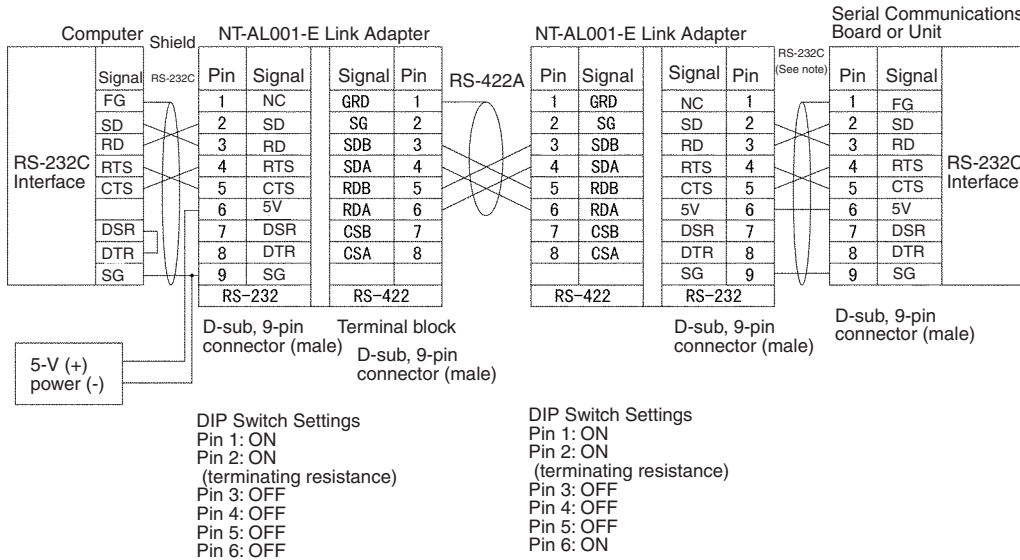 Serial Communications
Board or Unit
Computer
Shield
NT-AL001-E Link Adapter
NT-AL001-E Link Adapter
RS-232C
(See note)
Signal RS-232C Pin Signal Signal Pin RS-422A Pin Signal Signal Pin Pin Signal
FG 1 NC GRD 1 1 GRD NC 1 1 FG
SD 2 SD SG 2 2 SG SD 2 2 SD
RD 3 RD SDB 3 3 SDB RD 3 3 RD
RS-232C
Interface
RTS 4 RTS SDA 4 4 SDA RTS 4 4 RTS
RS-232C
Interface
CTS 5 CTS RDB 5 5 RDB CTS 5 5 CTS
6 5V RDA 6 6 RDA 5V 6 6 5V
DSR 7 DSR CSB 7 7 CSB DSR 7 7 DSR
DTR 8 DTR CSA 8 8 CSA DTR 8 8 DTR
SG 9 SG SG 9 9 SG
RS-232 RS-422 RS-422 RS-232
D-sub, 9-pin
connector (male)
Terminal block
D-sub, 9-pin
connector (male)
D-sub, 9-pin
connector (male)
D-sub, 9-pin
connector (male)
5-V (+)
power (-)
DIP Switch Settings
Pin 1: ON
Pin 2: ON
(terminating resistance)
Pin 3: OFF
Pin 4: OFF
Pin 5: OFF
Pin 6: OFF
DIP Switch Settings
Pin 1: ON
Pin 2: ON
(terminating resistance)
Pin 3: OFF
Pin 4: OFF
Pin 5: OFF
Pin 6: ON